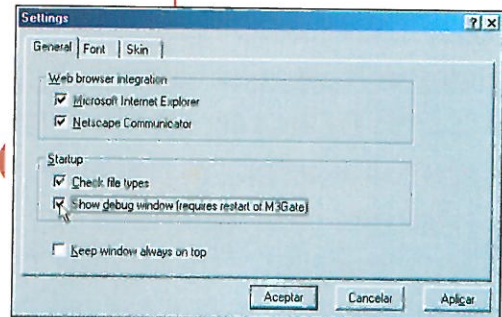 Settings
General Font Skin
Web browser integration
Microsoft Internet Explorer
Netscape Communicator
Startup
Check file types
Show debug window (requires restart of M3Gate)
Keep window always on top
Aceptar Cancelar Aplicar